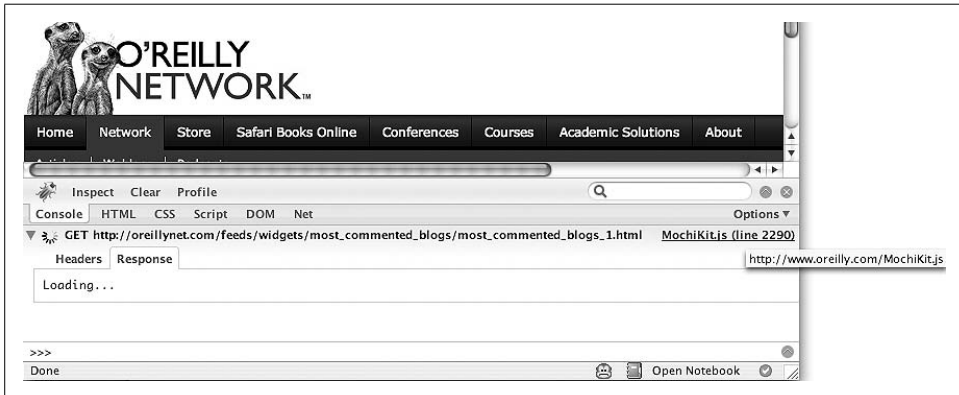 O'REILLY
NETWORK™
Home Network Store Safari Books Online Conferences Courses Academic Solutions About
Inspect Clear Profile
Console HTML CSS Script DOM Net Options
GET http://oreillynet.com/feeds/widgets/most_commented_blogs/most_commented_blogs_1.html MochiKit.js (line 2290)
http://www.oreilly.com/MochiKit.js
Headers Response
Loading...
>>>
Done Open Notebook